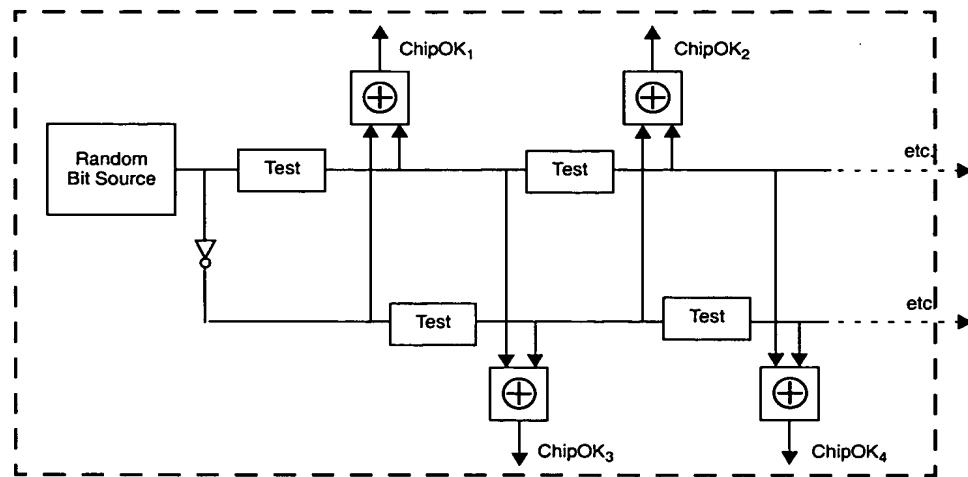 ChipOK1
ChipOK2
Random
Bit Source
Test
Test
etc.
Test
Test
etc
ChipOK3
ChipOK4